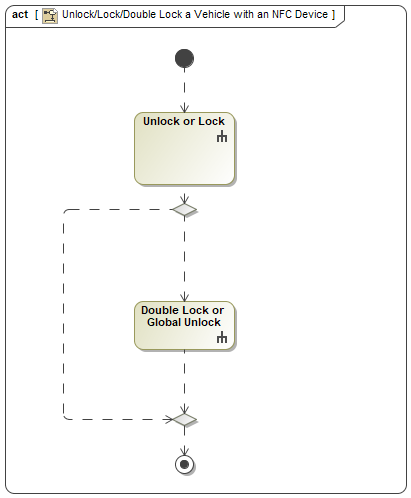 act [ Unlock/Lock/Double Lock a Vehicle with an NFC Device ]
Unlock or Lock
Double Lock or
Global Unlock